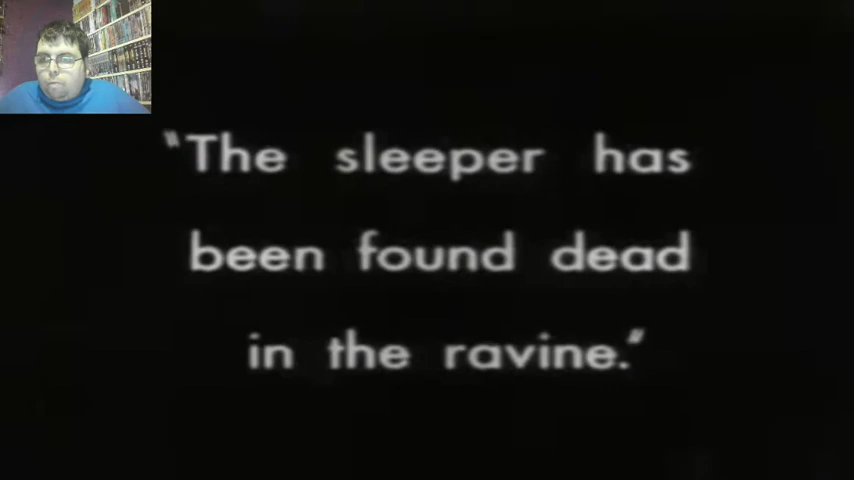 "The sleeper has
been found dead
in the ravine."